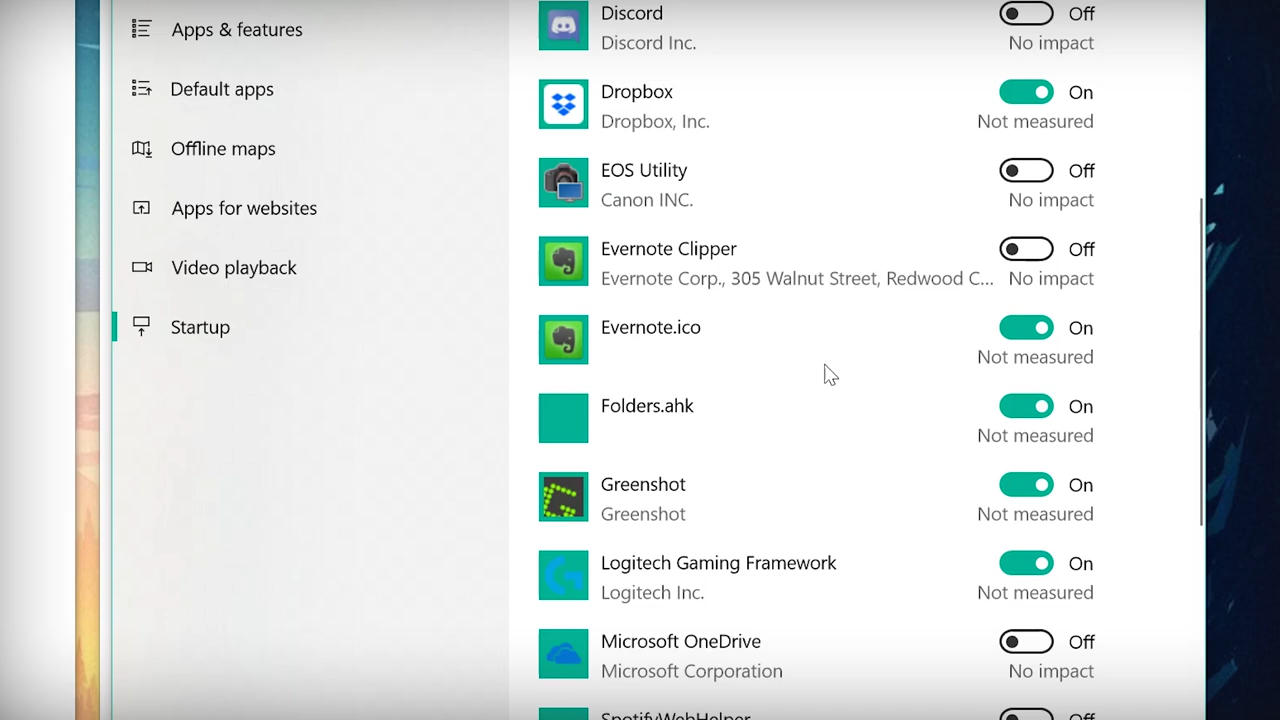 Apps & features
Default apps
Offline maps
Apps for websites
Video playback
Startup
Discord
Off
Discord Inc.
No impact
Dropbox
On
Dropbox, Inc.
Not measured
EOS Utility
Off
Canon INC.
No impact
Evernote Clipper
Off
Evernote Corp., 305 Walnut Street, Redwood C...
No impact
Evernote.ico
On
Not measured
Folders.ahk
On
Not measured
Greenshot
On
Greenshot
Not measured
Logitech Gaming Framework
On
Logitech Inc.
Not measured
Microsoft OneDrive
Off
Microsoft Corporation
No impact
SpotifyWebHelper
Off